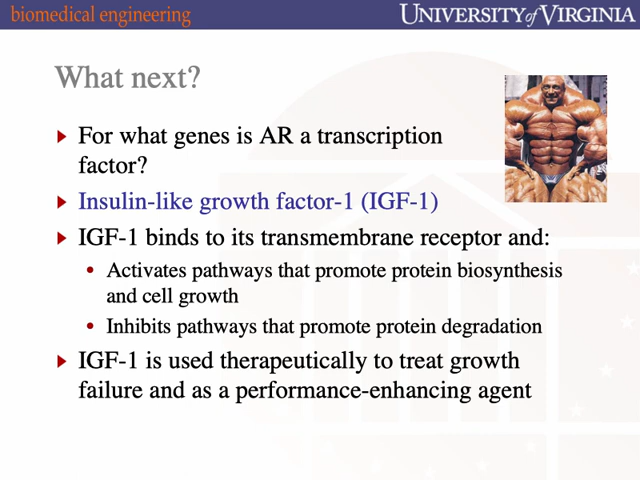 biomedical engineering
UNIVERSITY of VIRGINIA
What next?
For what genes is AR a transcription
factor?
Insulin-like growth factor-1 (IGF-1)
IGF-1 binds to its transmembrane receptor and:
Activates pathways that promote protein biosynthesis
and cell growth
Inhibits pathways that promote protein degradation
IGF-1 is used therapeutically to treat growth
failure and as a performance-enhancing agent